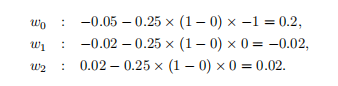 w₀ : −0.05 − 0.25 × (1 − 0) × −1 = 0.2,
w₁ : −0.02 − 0.25 × (1 − 0) × 0 = −0.02,
w₂ : 0.02 − 0.25 × (1 − 0) × 0 = 0.02.